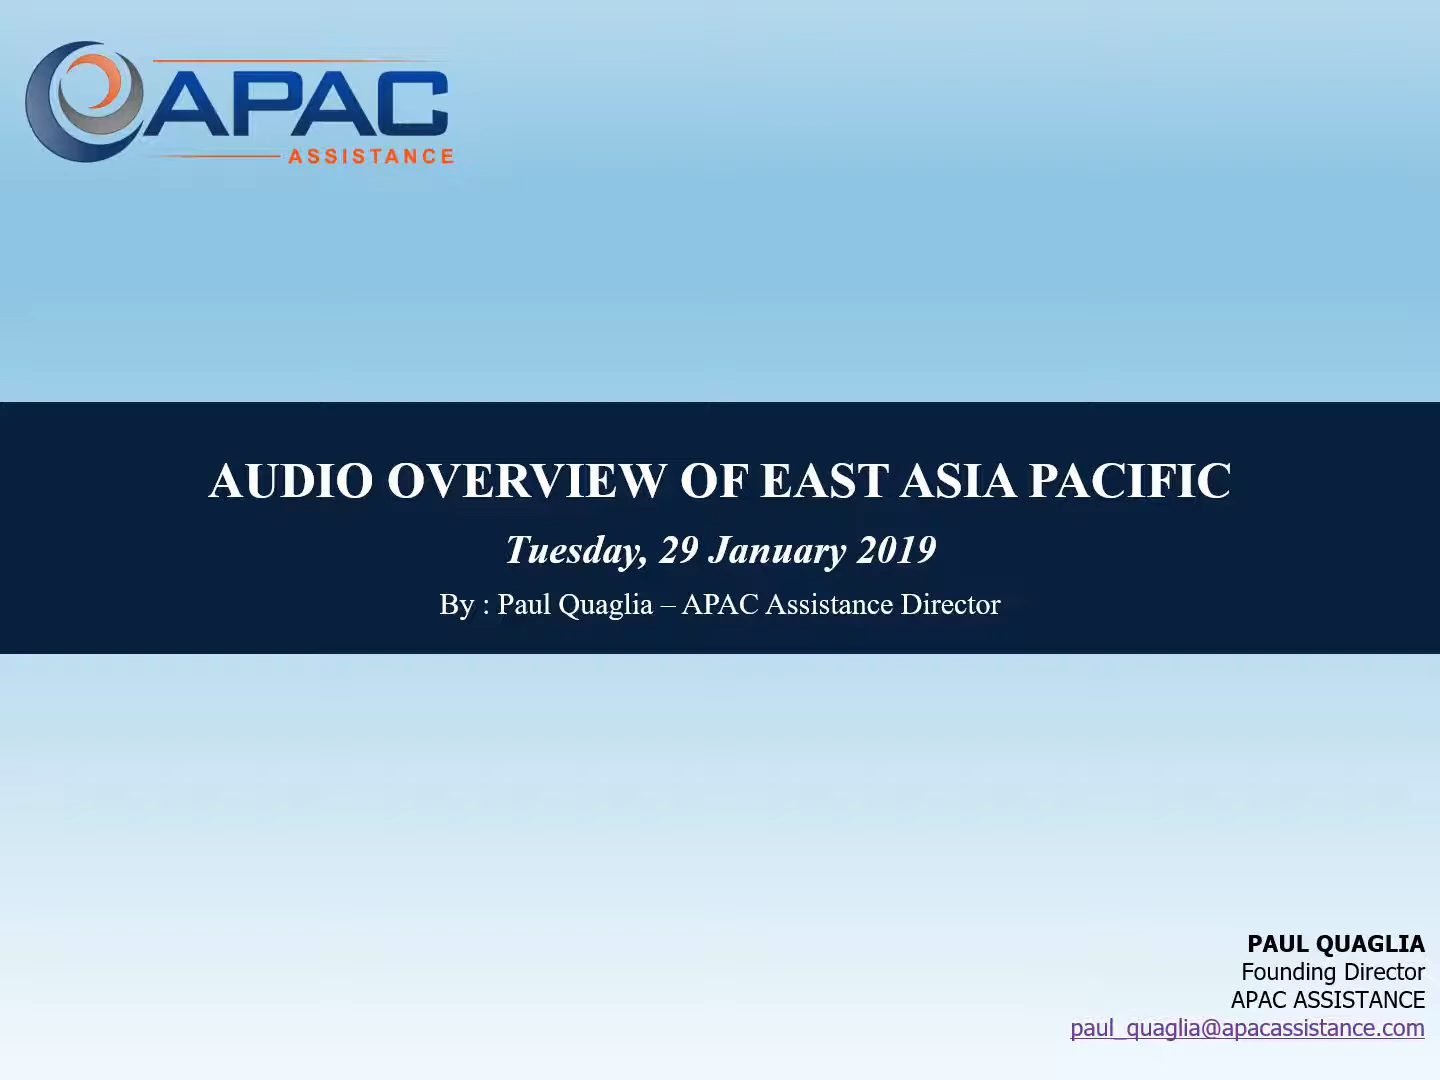 APAC
ASSISTANCE
AUDIO OVERVIEW OF EAST ASIA PACIFIC
Tuesday, 29 January 2019
By : Paul Quaglia – APAC Assistance Director
PAUL QUAGLIA
Founding Director
APAC ASSISTANCE
paul_quaglia@apacassistance.com